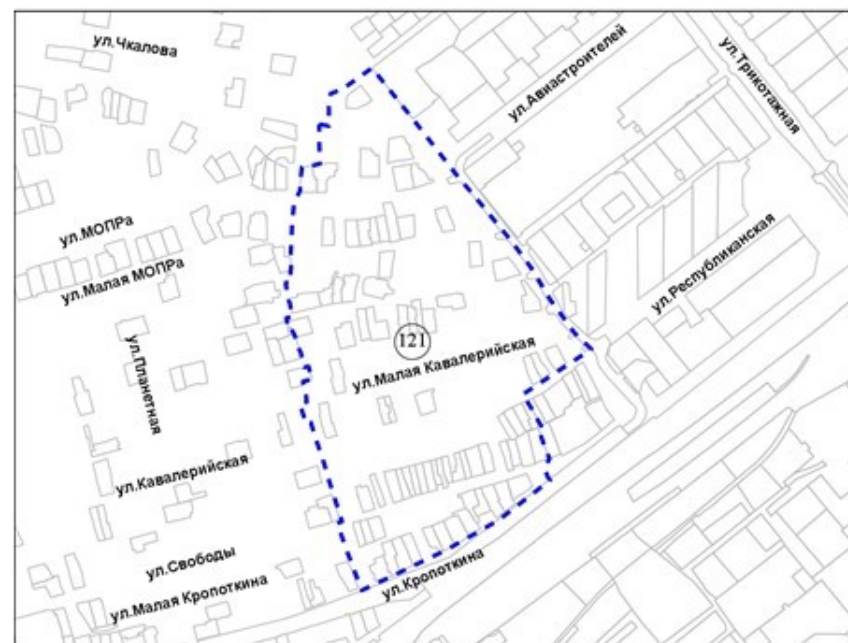 ул.Чкалова
ул.Авиастроителей
ул.Трикотажная
ул.МОПРа
ул.Малая МОПРа
ул.Республиканская
121
ул.Малая Кавалерийская
ул.Планетная
ул.Кавалерийская
ул.Свободы
ул.Малая Кропоткина
ул.Кропоткина